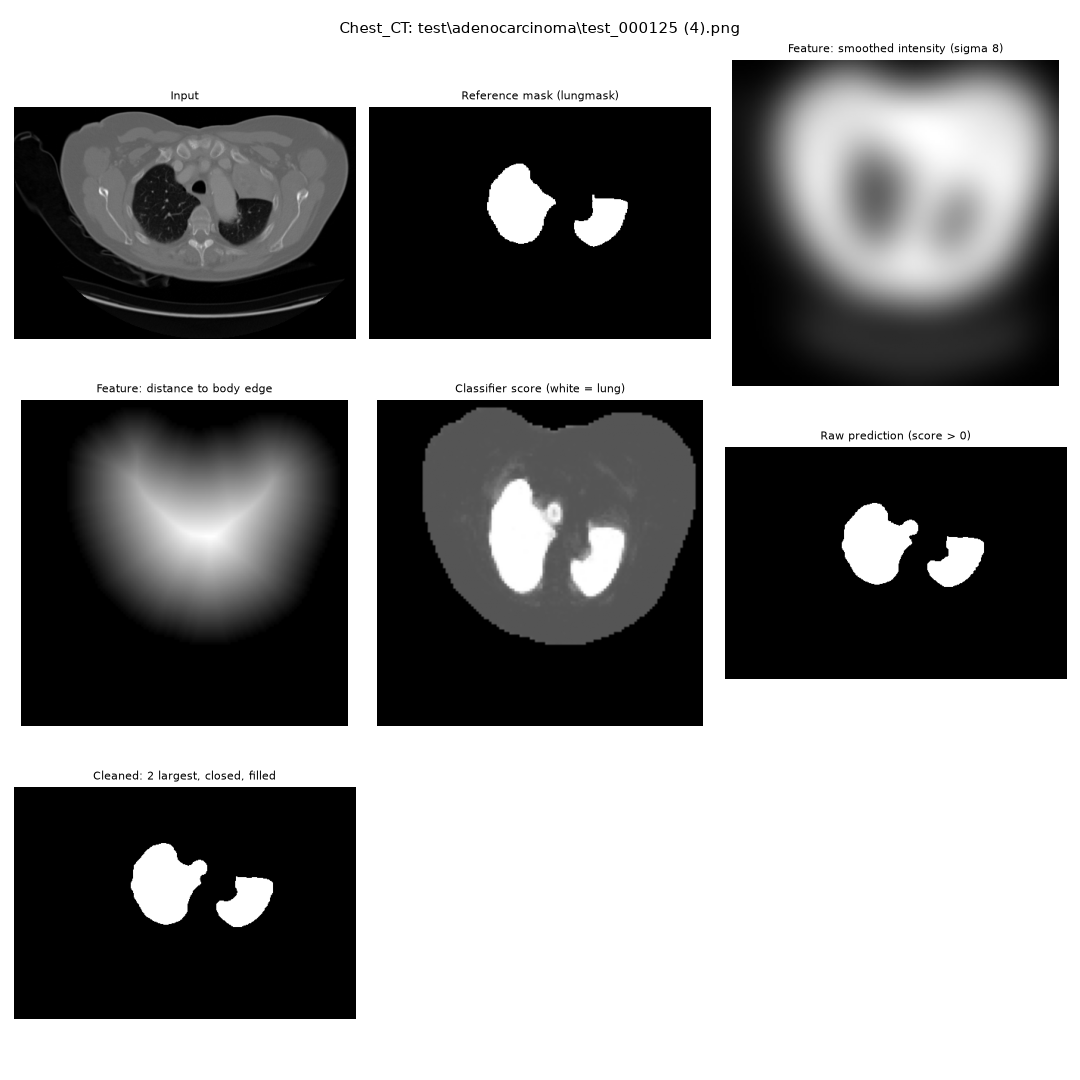 Chest_CT: test\adenocarcinoma\test_000125 (4).png
Input
Reference mask (lungmask)
Feature: smoothed intensity (sigma 8)
Feature: distance to body edge
Classifier score (white = lung)
Raw prediction (score > 0)
Cleaned: 2 largest, closed, filled